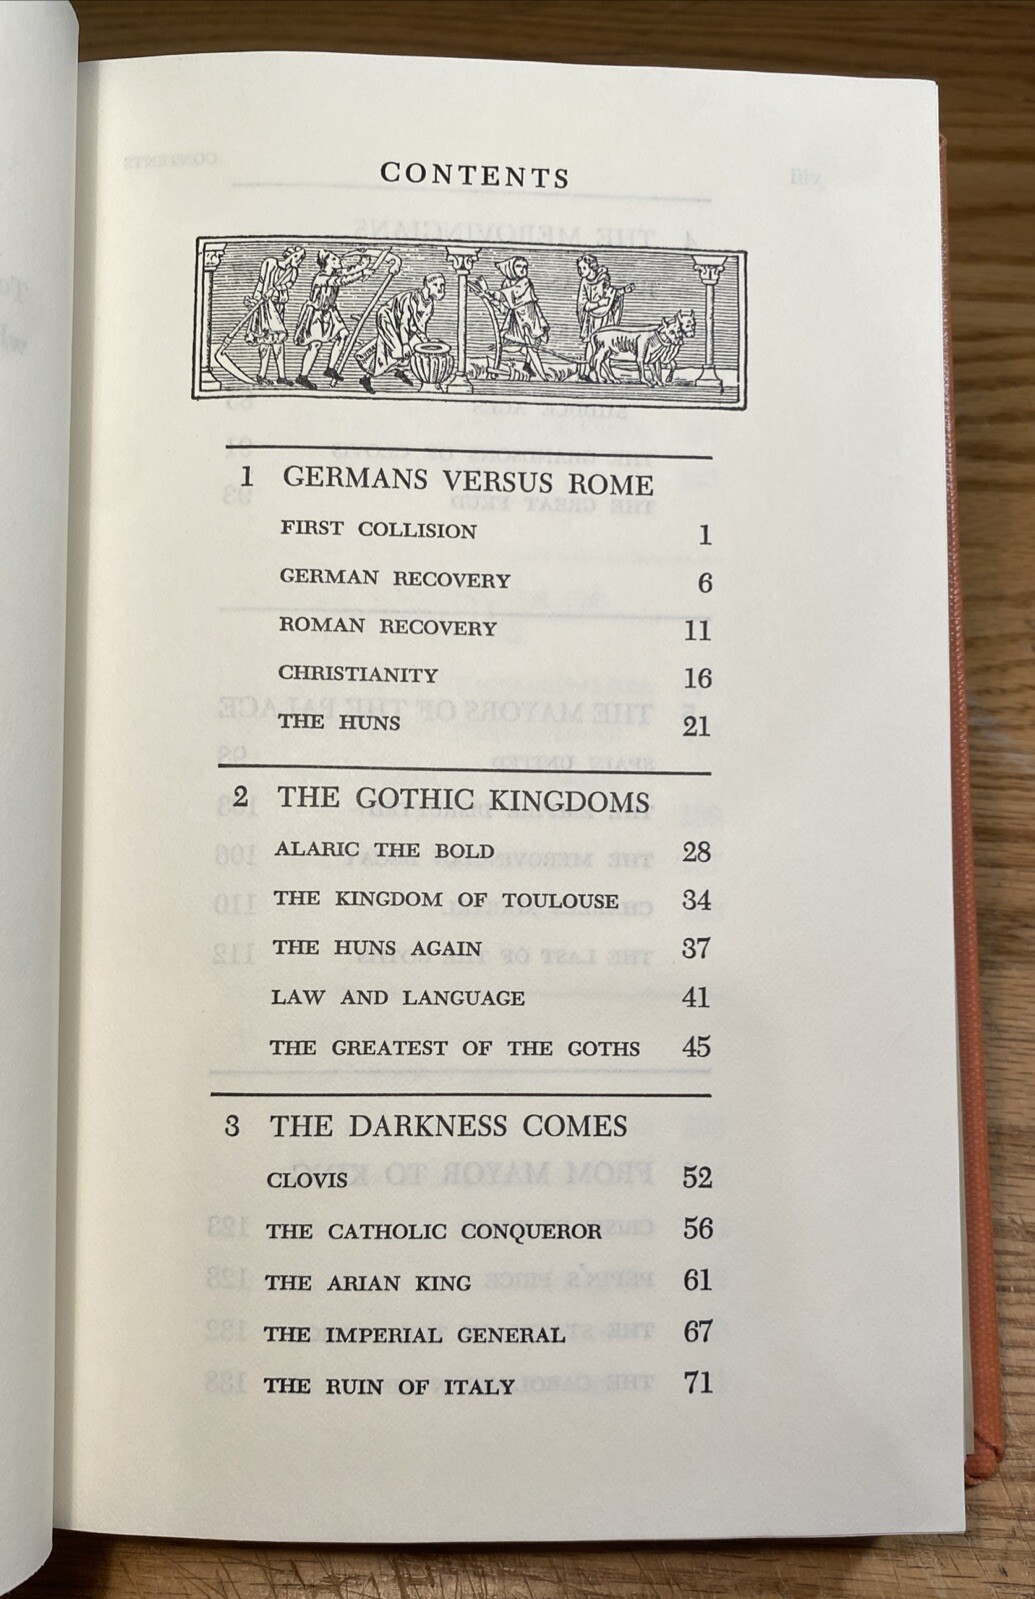 CONTENTS
1 GERMANS VERSUS ROME
FIRST COLLISION 1
GERMAN RECOVERY 6
ROMAN RECOVERY 11
CHRISTIANITY 16
THE HUNS 21
2 THE GOTHIC KINGDOMS
ALARIC THE BOLD 28
THE KINGDOM OF TOULOUSE 34
THE HUNS AGAIN 37
LAW AND LANGUAGE 41
THE GREATEST OF THE GOTHS 45
3 THE DARKNESS COMES
CLOVIS 52
THE CATHOLIC CONQUEROR 56
THE ARIAN KING 61
THE IMPERIAL GENERAL 67
THE RUIN OF ITALY 71